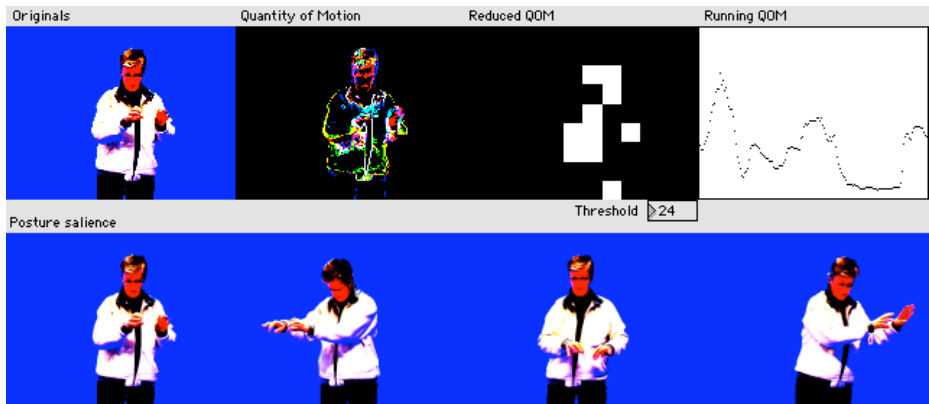 Originals
Quantity of Motion
Reduced QOM
Running QOM
Threshold 24
Posture salience